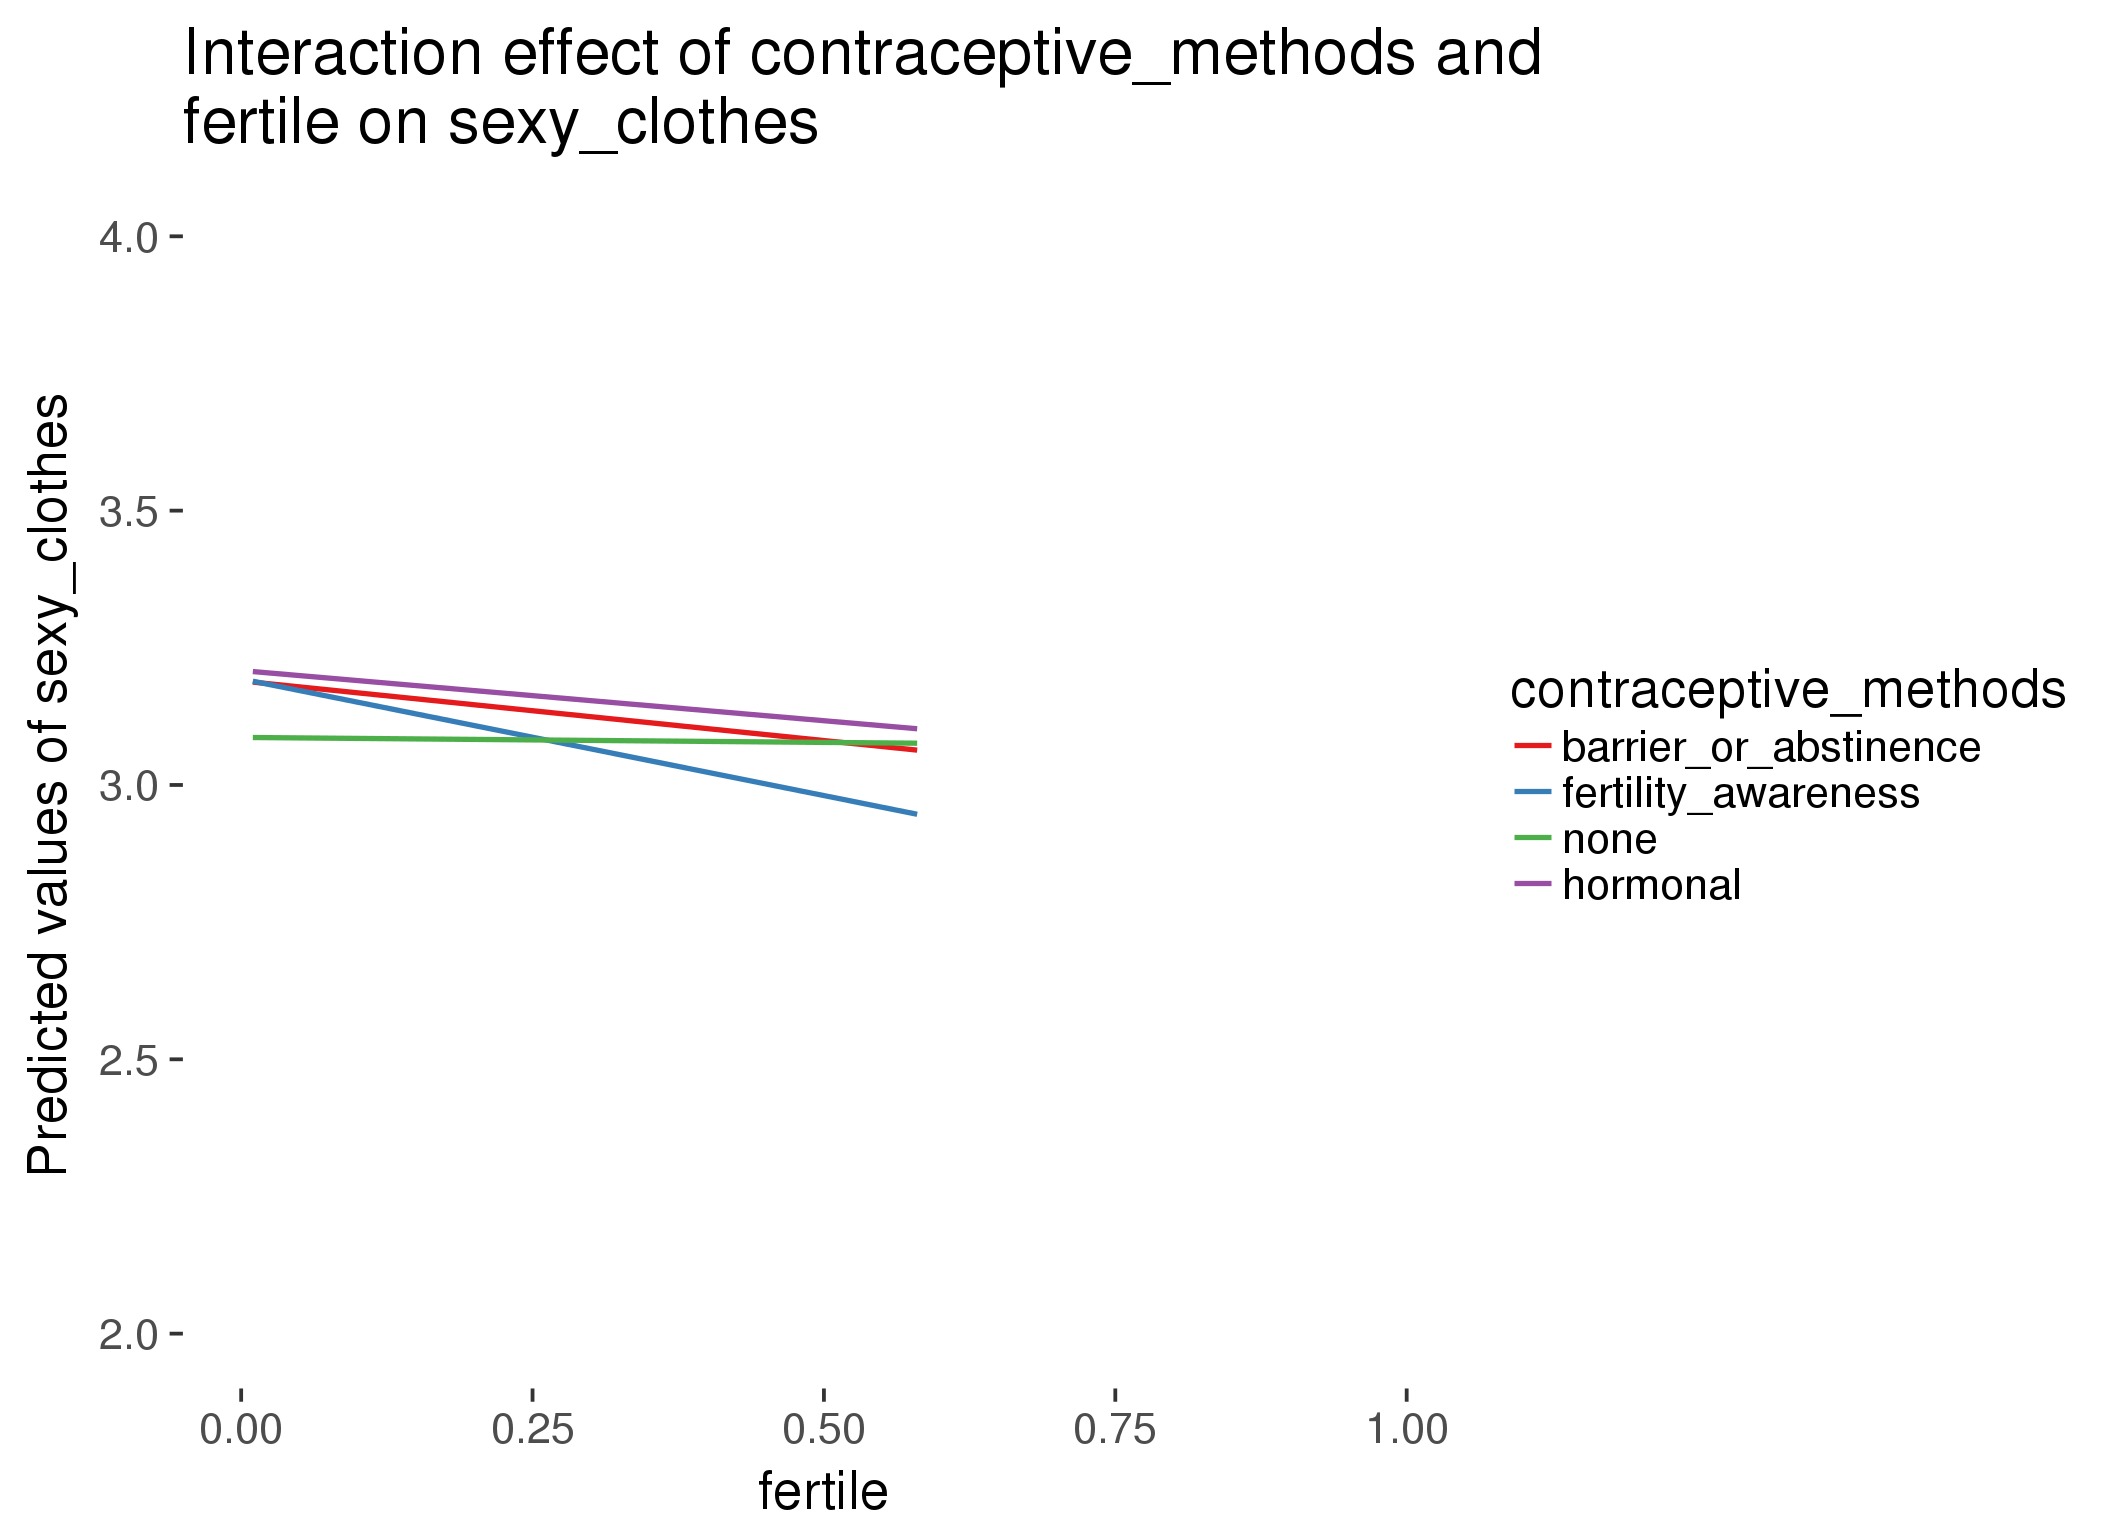 Interaction effect of contraceptive_methods and
fertile on sexy_clothes
Predicted values of sexy_clothes
4.0
3.5
3.0
2.5
2.0
0.00 0.25 0.50 0.75 1.00
fertile
contraceptive_methods
barrier_or_abstinence
fertility_awareness
none
hormonal